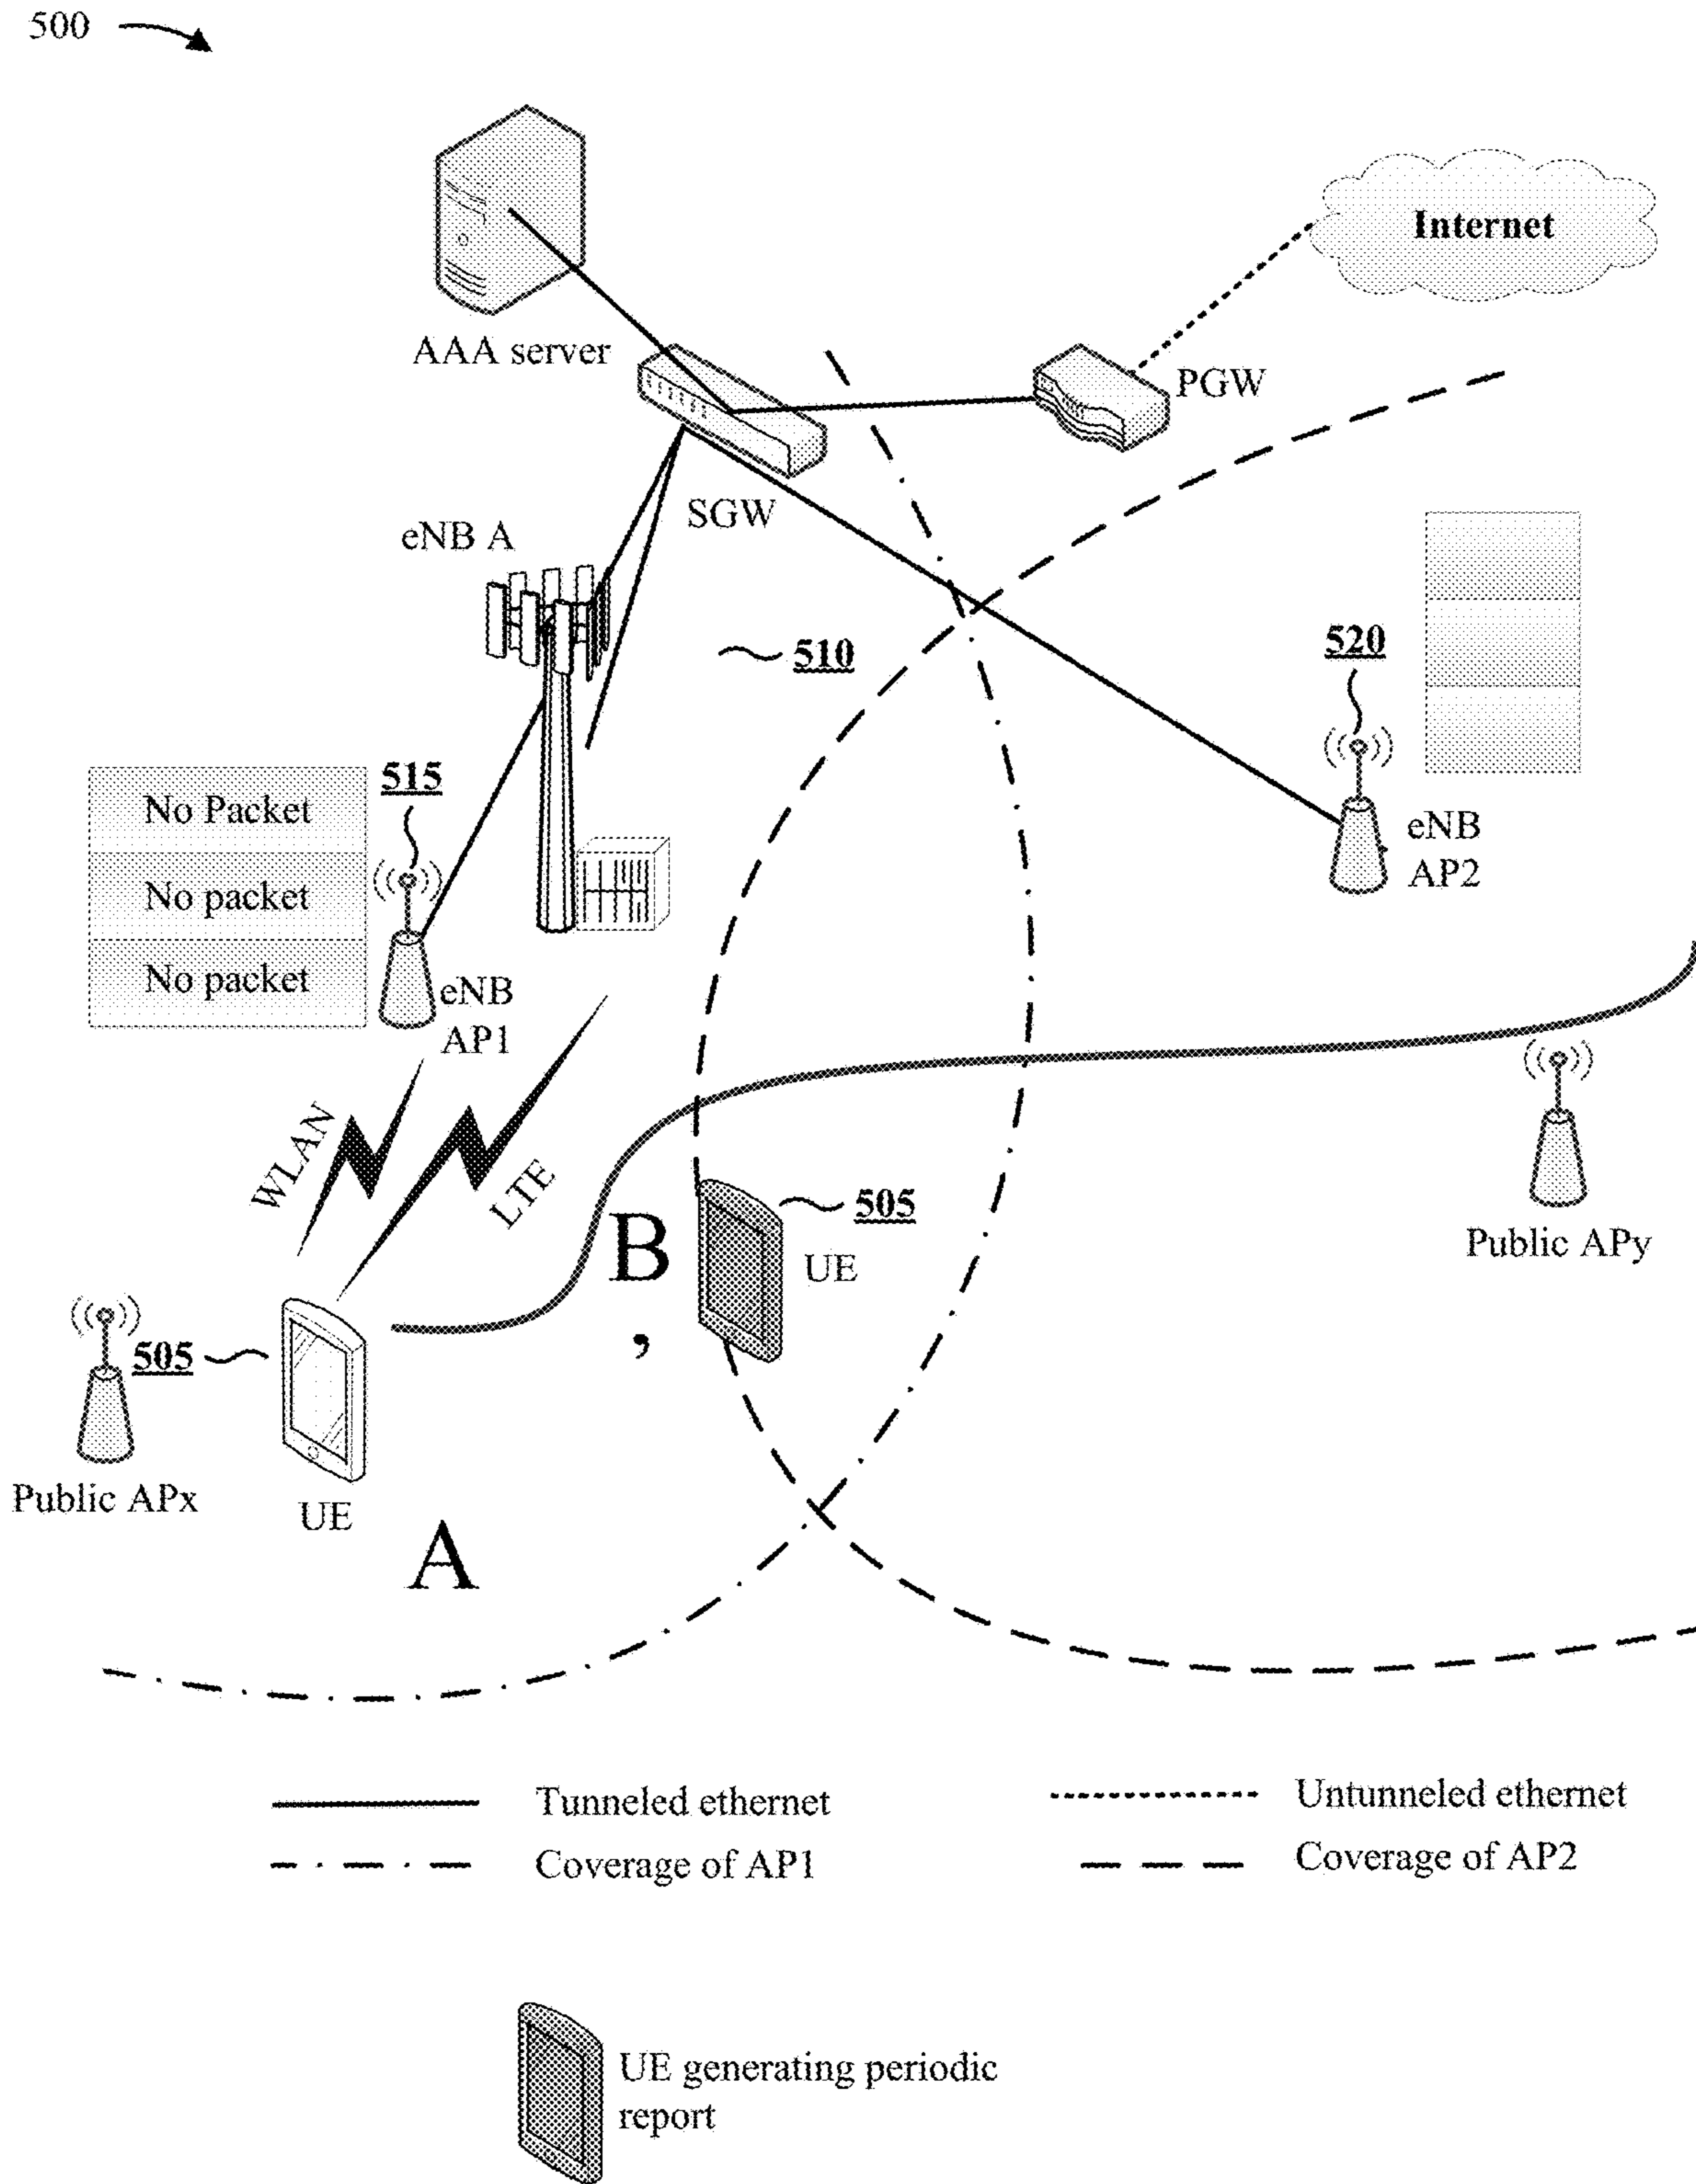 500
Internet
AAA server
PGW
SGW
eNB A
510
520
515
No Packet
No packet
No packet
eNB
AP2
eNB
AP1
WLAN
LTE
505
B
,
UE
Public APy
505
Public APx
UE
A
Tunneled ethernet
Untunneled ethernet
Coverage of AP1
Coverage of AP2
UE generating periodic
report